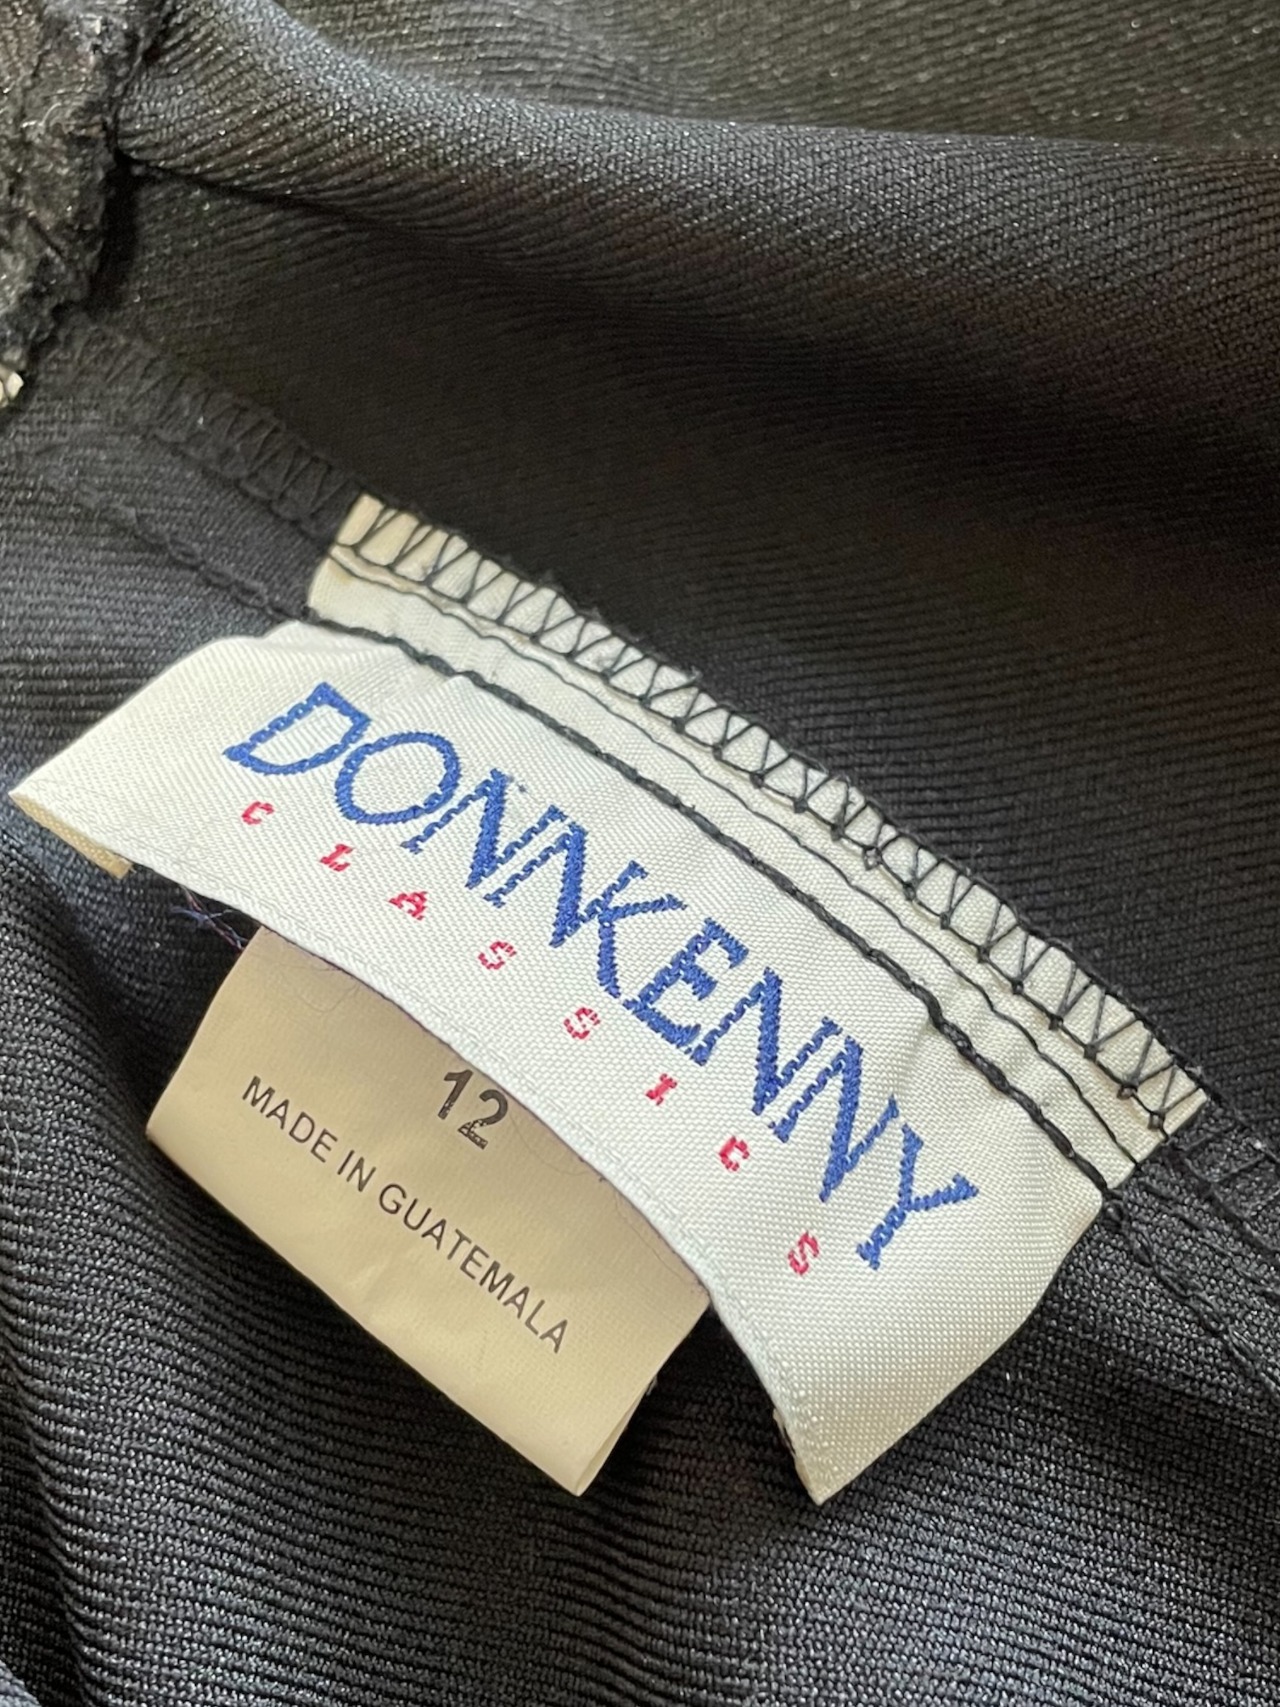 DONNKENNY
CLASSICS
12
MADE IN GUATEMALA